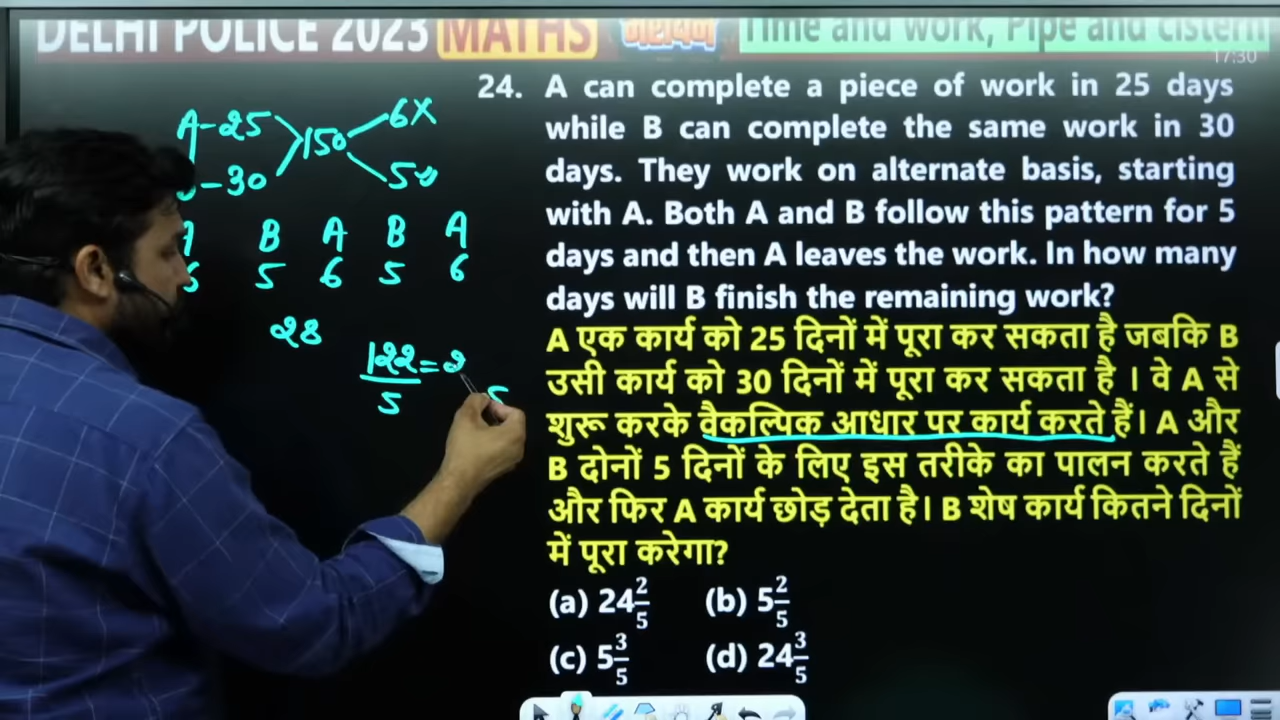 DELHI POLICE 2023 MATHS महापर्व Time and work, Pipe and cistern
17:30
24. A can complete a piece of work in 25 days
while B can complete the same work in 30
days. They work on alternate basis, starting
with A. Both A and B follow this pattern for 5
days and then A leaves the work. In how many
days will B finish the remaining work?
A एक कार्य को 25 दिनों में पूरा कर सकता है जबकि B
उसी कार्य को 30 दिनों में पूरा कर सकता है । वे A से
शुरू करके वैकल्पिक आधार पर कार्य करते हैं। A और
B दोनों 5 दिनों के लिए इस तरीके का पालन करते हैं
और फिर A कार्य छोड़ देता है। B शेष कार्य कितने दिनों
में पूरा करेगा?
(a) 24 2/5 (b) 5 2/5
(c) 5 3/5 (d) 24 3/5
A-25 150 6X
-30 5
B A B A
5 6 5 6
28
122/5 = 2
5